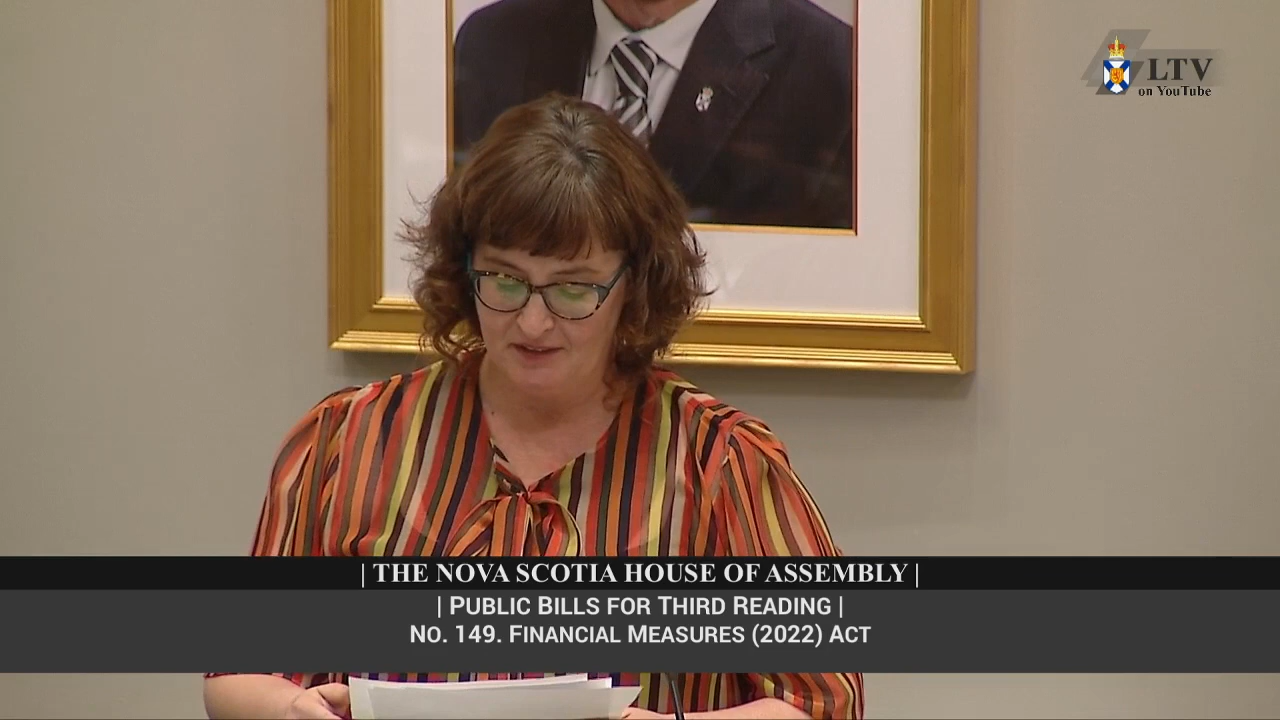 LTV
on YouTube
| THE NOVA SCOTIA HOUSE OF ASSEMBLY |
| PUBLIC BILLS FOR THIRD READING |
NO. 149. FINANCIAL MEASURES (2022) ACT